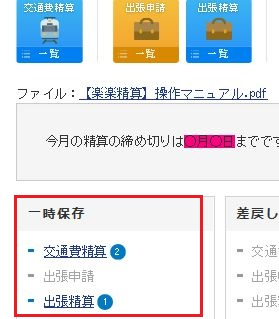 交通費精算 出張申請 出張精算
一覧 一覧 一覧
ファイル：【楽楽精算】操作マニュアル.pdf
今月の精算の締め切りは〇月〇日までです
一時保存
交通費精算 2
出張申請
出張精算 1
差戻し
交通
出張
出張